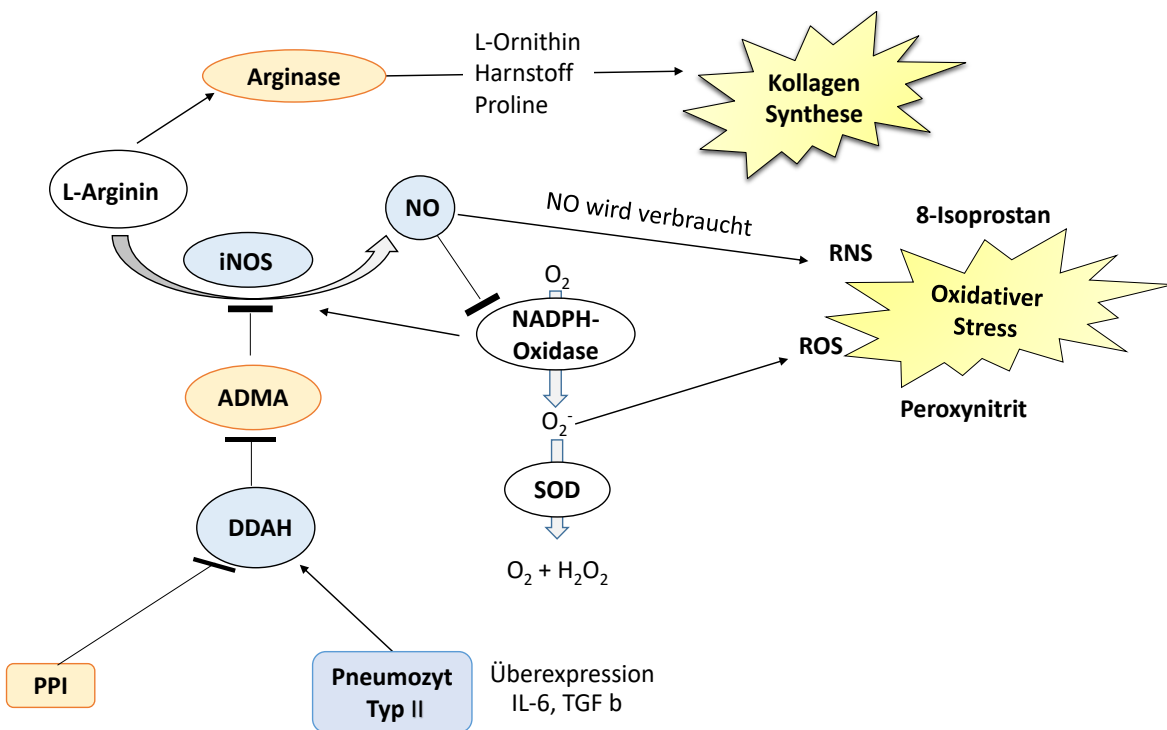 L-Ornithin
Harnstoff
Proline
Arginase
Kollagen
Synthese
L-Arginin
NO
NO wird verbraucht
8-Isoprostan
iNOS
RNS
O₂
Oxidativer
Stress
NADPH-
Oxidase
ROS
ADMA
O₂⁻
Peroxynitrit
SOD
DDAH
O₂ + H₂O₂
PPI
Pneumozyt
Typ II
Überexpression
IL-6, TGF b